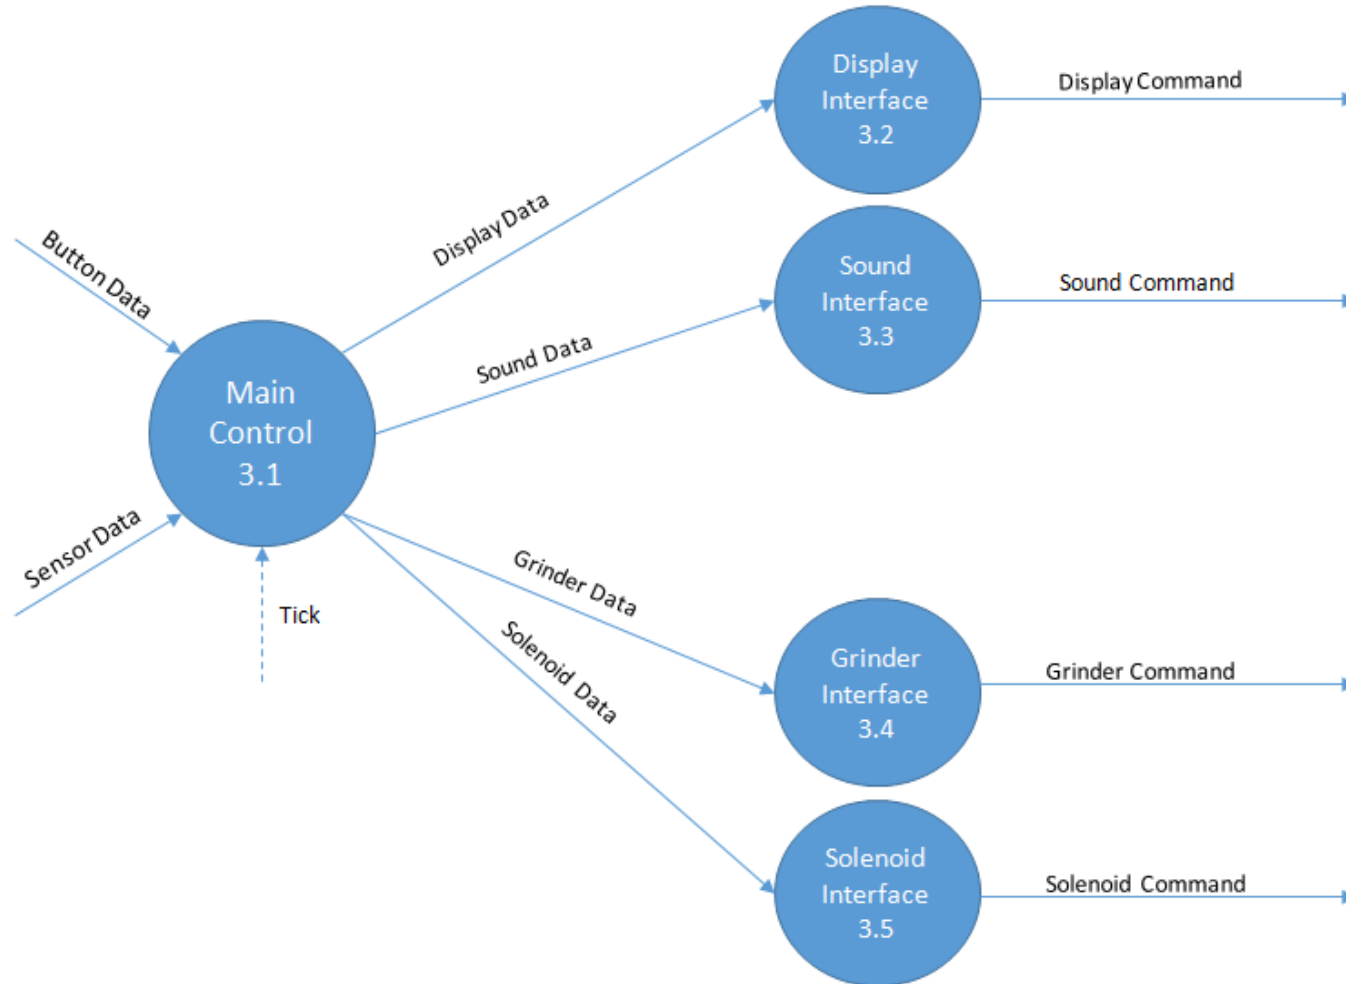 Display
Interface
3.2
Display Command
Button Data
Display Data
Sound
Interface
3.3
Sound Command
Sound Data
Main
Control
3.1
Sensor Data
Tick
Grinder Data
Solenoid Data
Grinder
Interface
3.4
Grinder Command
Solenoid
Interface
3.5
Solenoid Command